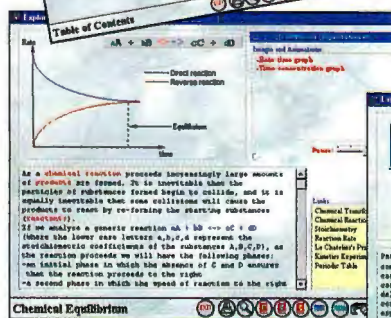 Table of Contents
Rate
aA + bB <=> cC + dD
Direct reaction
Reverse reaction
Equilibrium
time
Images and Animations
-Rate time graph
-Time concentration graph
Pause:
As a chemical reaction proceeds increasingly large amounts
of products are formed. It is inevitable that the
particles of substances formed begin to collide, and it is
equally inevitable that some collisions will cause the
products to react by re-forming the starting substances
(reactants).
If we analyse a generic reaction aA + bB <-> cC + dD
(where the lower case letters a,b,c,d represent the
stoichiometric coefficients of the substances A,B,C,D), as
the reaction proceeds we will have the following phases:
-an initial phase in which the absence of C and D ensures
that the reaction proceeds to the right
-a second phase in which the speed of reaction to the right
Links
Chemical Transf
Chemical Reactio
Stoichiometry
Reaction Rate
Le Chatelier's Pri
Kinetics Experim
Periodic Table
Chemical Equilibrium
EXIT